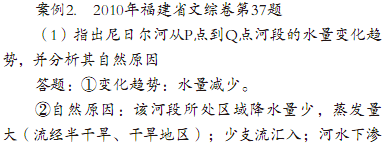 案例2. 2010年福建省文综卷第37题
（1）指出尼日尔河从P点到Q点河段的水量变化趋
势，并分析其自然原因
答题：①变化趋势：水量减少。
②自然原因：该河段所处区域降水量少，蒸发量
大（流经半干旱、干旱地区）；少支流汇入；河水下渗